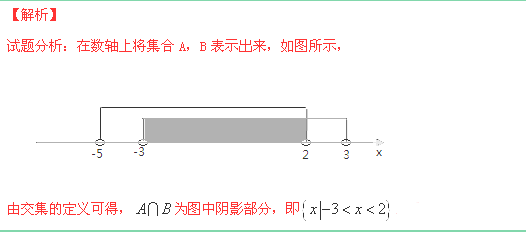 【解析】
试题分析：在数轴上将集合 A，B 表示出来，如图所示，
-5 -3 2 3 x
由交集的定义可得， A∩B 为图中阴影部分，即{x|-3<x<2}